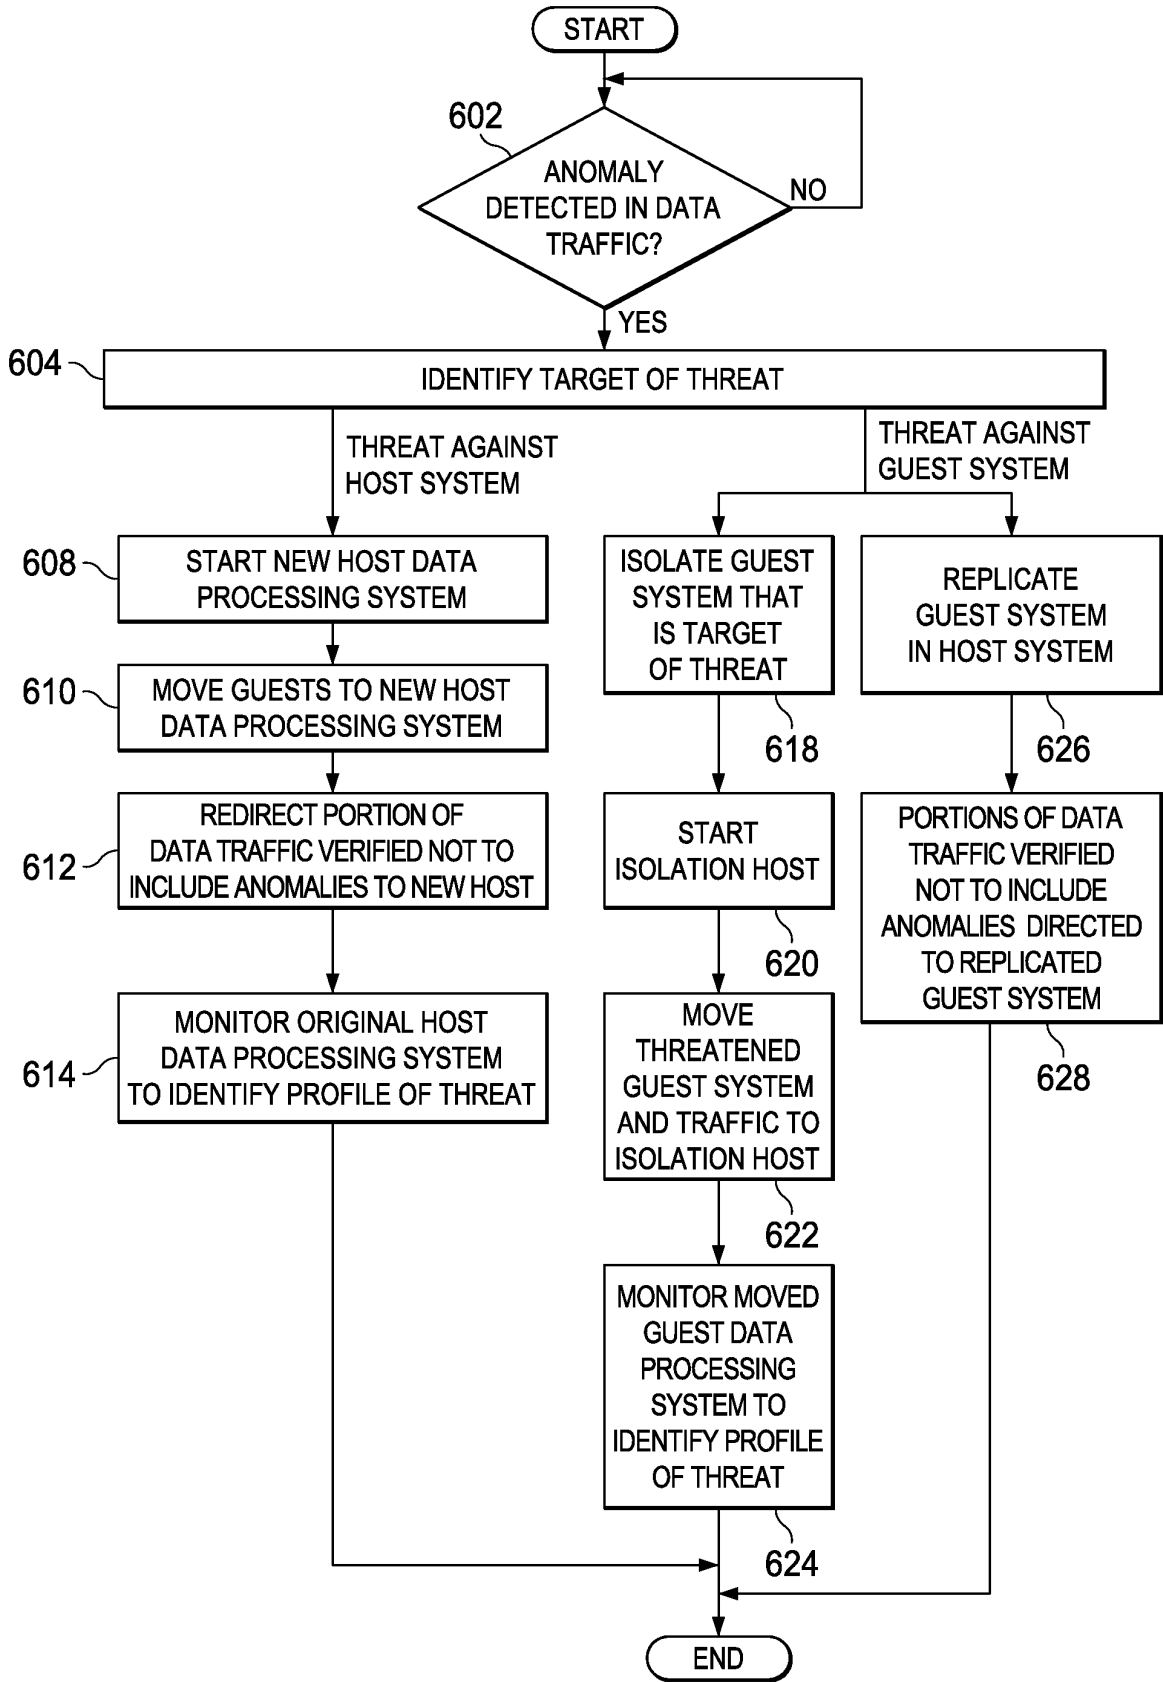 START
602
ANOMALY
DETECTED IN DATA
TRAFFIC?
NO
YES
604
IDENTIFY TARGET OF THREAT
THREAT AGAINST
HOST SYSTEM
THREAT AGAINST
GUEST SYSTEM
608
START NEW HOST DATA
PROCESSING SYSTEM
610
MOVE GUESTS TO NEW HOST
DATA PROCESSING SYSTEM
612
REDIRECT PORTION OF
DATA TRAFFIC VERIFIED NOT TO
INCLUDE ANOMALIES TO NEW HOST
614
MONITOR ORIGINAL HOST
DATA PROCESSING SYSTEM
TO IDENTIFY PROFILE OF THREAT
ISOLATE GUEST
SYSTEM THAT
IS TARGET
OF THREAT
618
START
ISOLATION HOST
620
MOVE
THREATENED
GUEST SYSTEM
AND TRAFFIC TO
ISOLATION HOST
622
MONITOR MOVED
GUEST DATA
PROCESSING
SYSTEM TO
IDENTIFY PROFILE
OF THREAT
624
REPLICATE
GUEST SYSTEM
IN HOST SYSTEM
626
PORTIONS OF DATA
TRAFFIC VERIFIED
NOT TO INCLUDE
ANOMALIES DIRECTED
TO REPLICATED
GUEST SYSTEM
628
END